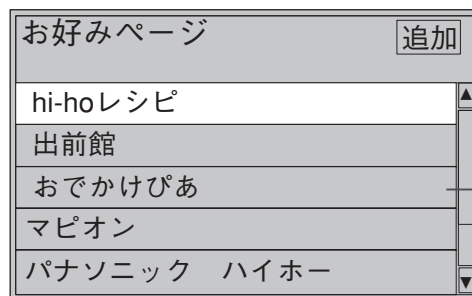 お好みページ
追加
hi-hoレシピ
出前館
おでかけぴあ
マピオン
パナソニック　ハイホー